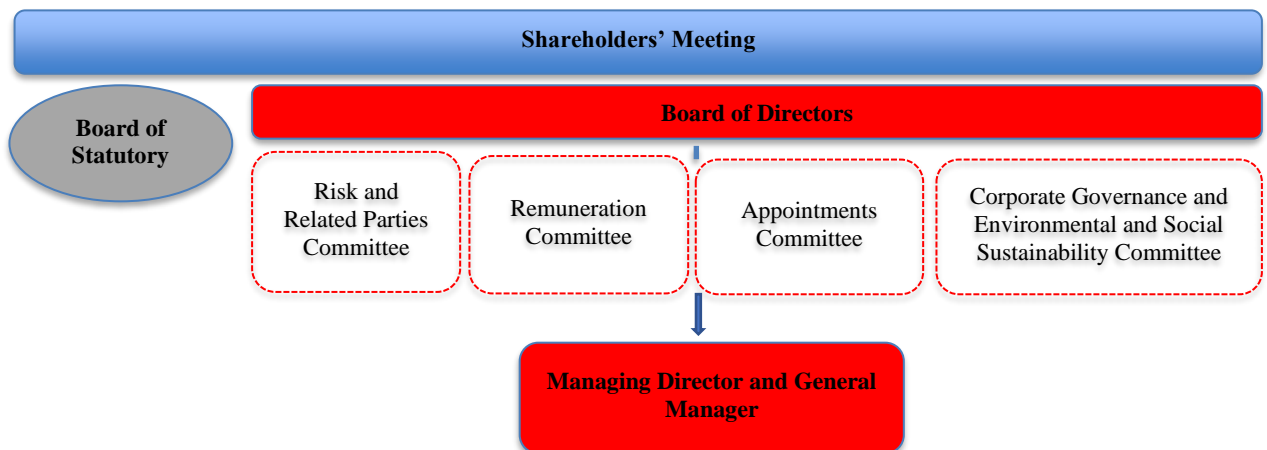 Shareholders’ Meeting
Board of
Statutory
Board of Directors
Risk and
Related Parties
Committee
Remuneration
Committee
Appointments
Committee
Corporate Governance and
Environmental and Social
Sustainability Committee
Managing Director and General
Manager